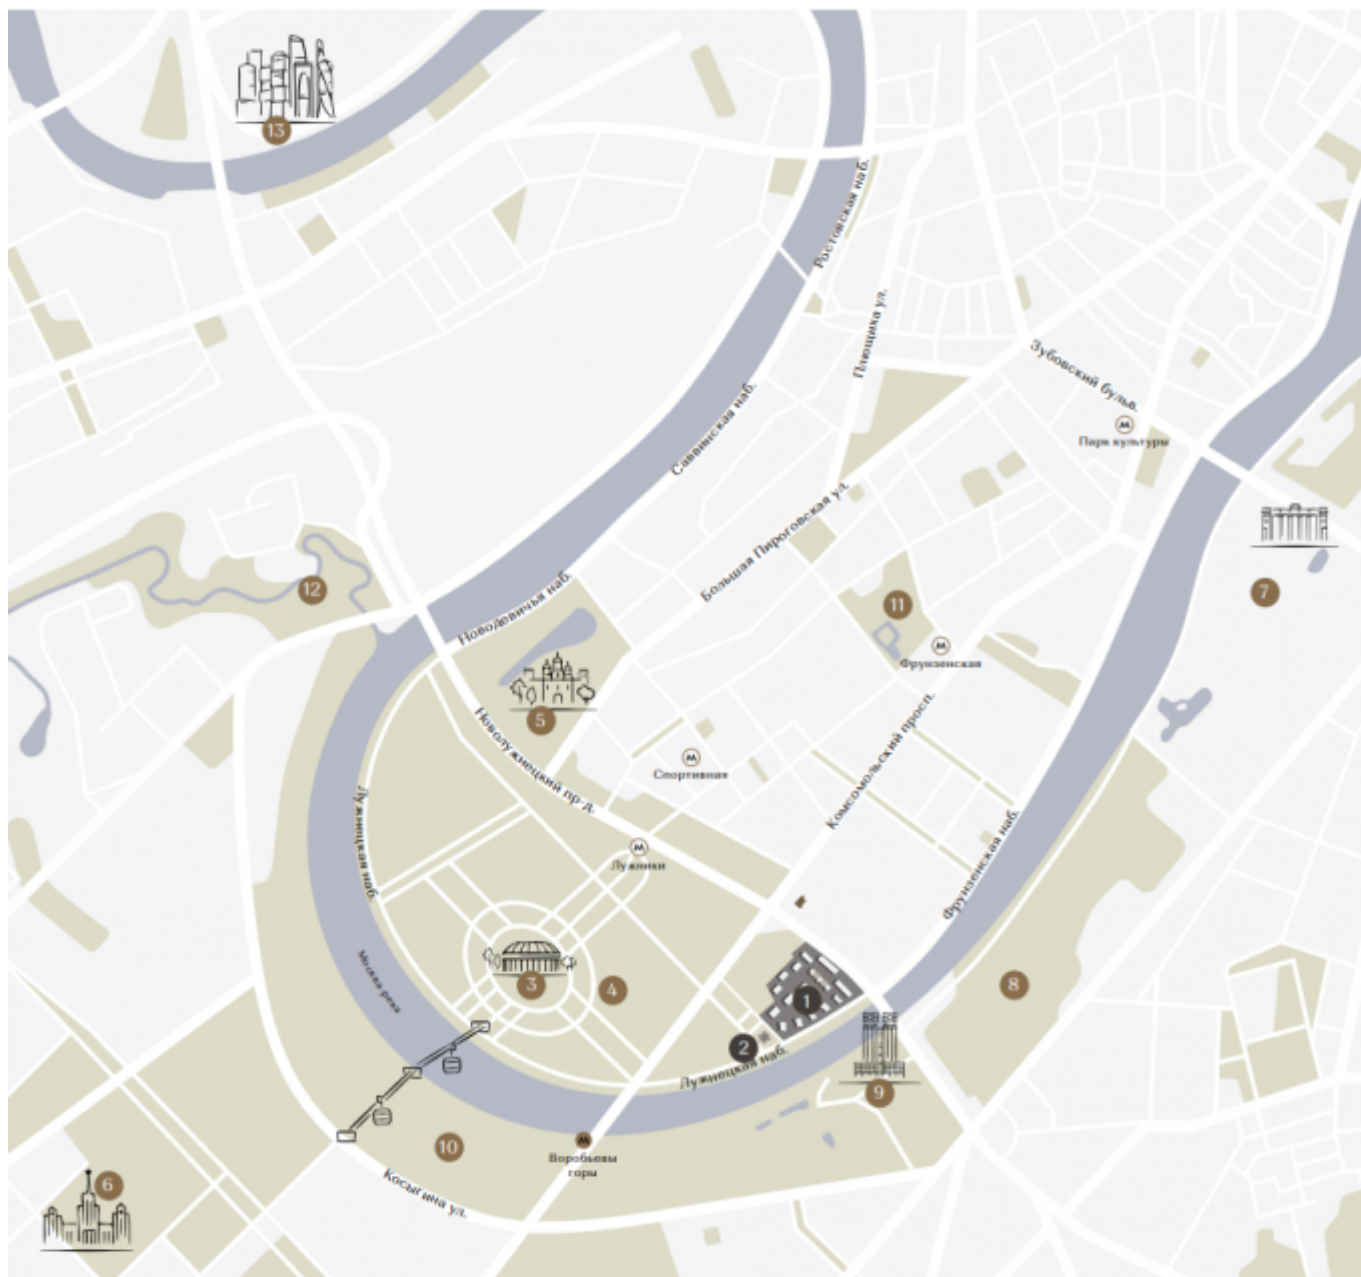 13
Ростовская наб.
Плющиха ул.
Зубовский бульв.
Парк культуры
Саввинская наб.
Большая Пироговская ул.
12
Новодевичья наб.
7
11
Фрунзенская
5
Новолужнецкий пр-д.
Спортивная
Комсомольский просп.
Лужнецкая наб.
Лужники
Фрунзенская наб.
Москва-река
3
4
1
8
2
Лужнецкая наб.
9
10
Воробьевы
горы
6
Косыгина ул.